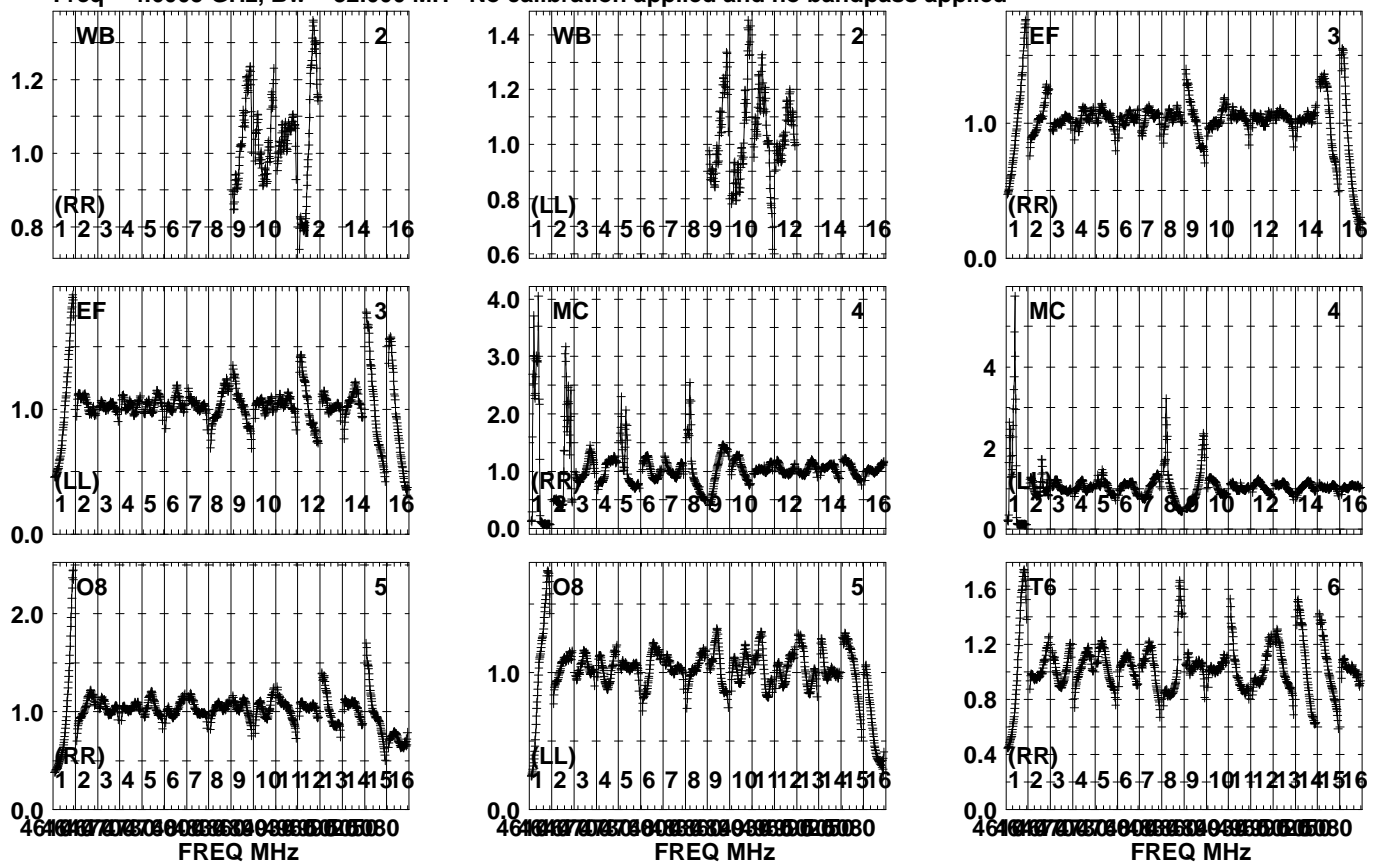 No calibration applied and no bandpass applied
WB 2
1.2
1.0
0.8
(RR)
1 2 3 4 5 6 7 8 9 10 12 14 16
WB 2
1.4
1.2
1.0
0.8
0.6
(LL)
1 2 3 4 5 6 7 8 9 10 12 14 16
EF 3
1.0
0.0
(RR)
1 2 3 4 5 6 7 8 9 10 12 14 16
EF 3
1.0
0.0
(LL)
1 2 3 4 5 6 7 8 9 10 12 14 16
MC 4
4.0
3.0
2.0
1.0
0.0
(RR)
1 2 3 4 5 6 7 8 9 10 12 14 16
MC 4
4
2
0
(LL)
1 2 3 4 5 6 7 8 9 10 12 14 16
O8 5
2.0
1.0
0.0
(RR)
1 2 3 4 5 6 7 8 9 10 11 12 13 14 15 16
FREQ MHz
O8 5
1.0
0.0
(LL)
1 2 3 4 5 6 7 8 9 10 11 12 13 14 15 16
T6 6
1.6
1.2
0.8
0.4
0.0
(RR)
1 2 3 4 5 6 7 8 9 10 11 12 13 14 15 16
FREQ MHz